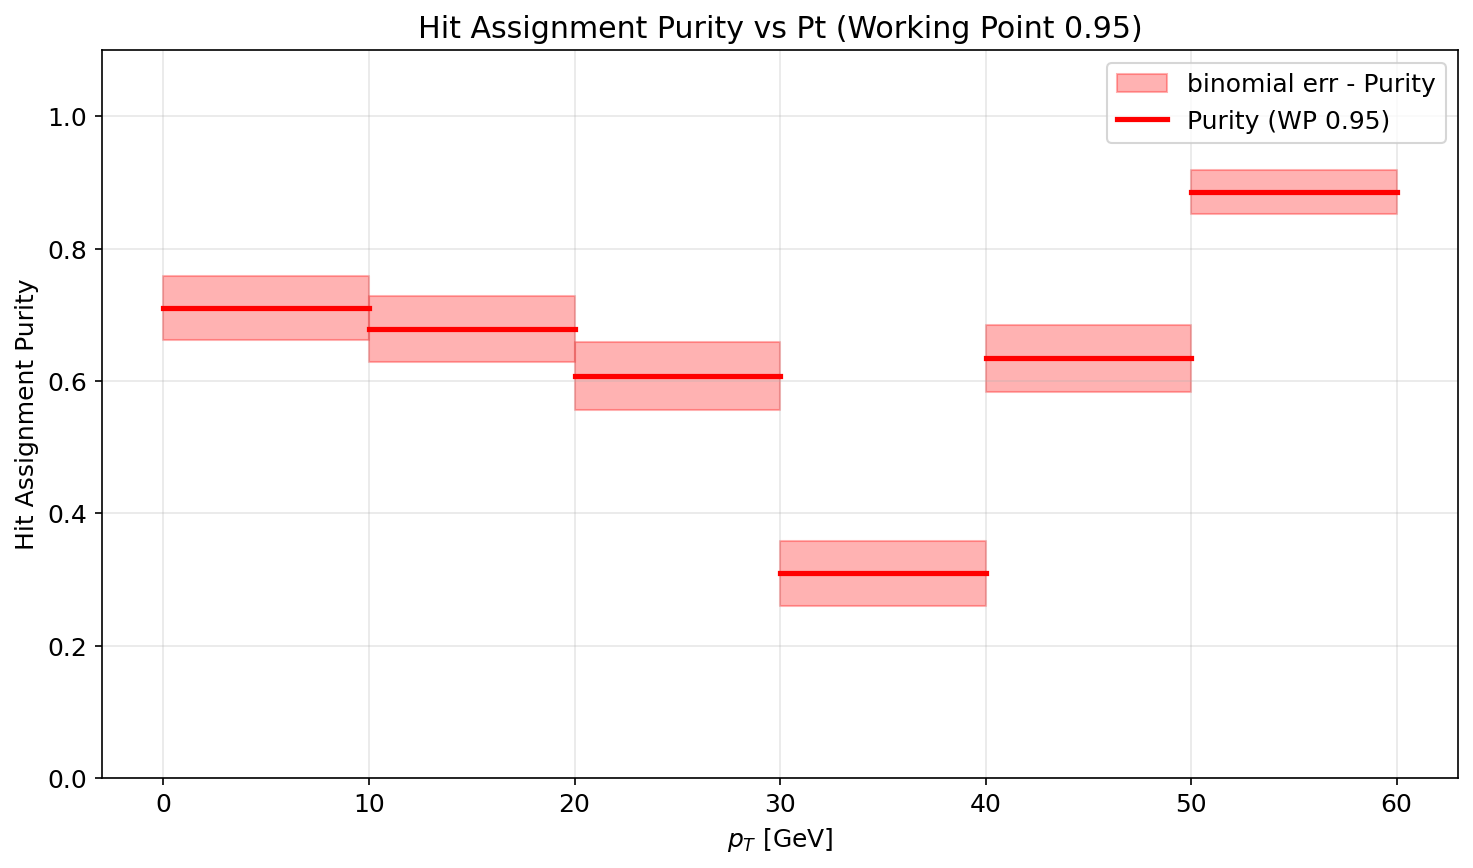 Hit Assignment Purity vs Pt (Working Point 0.95)
binomial err - Purity
Purity (WP 0.95)
Hit Assignment Purity
1.0
0.8
0.6
0.4
0.2
0.0
0 10 20 30 40 50 60
p_T [GeV]